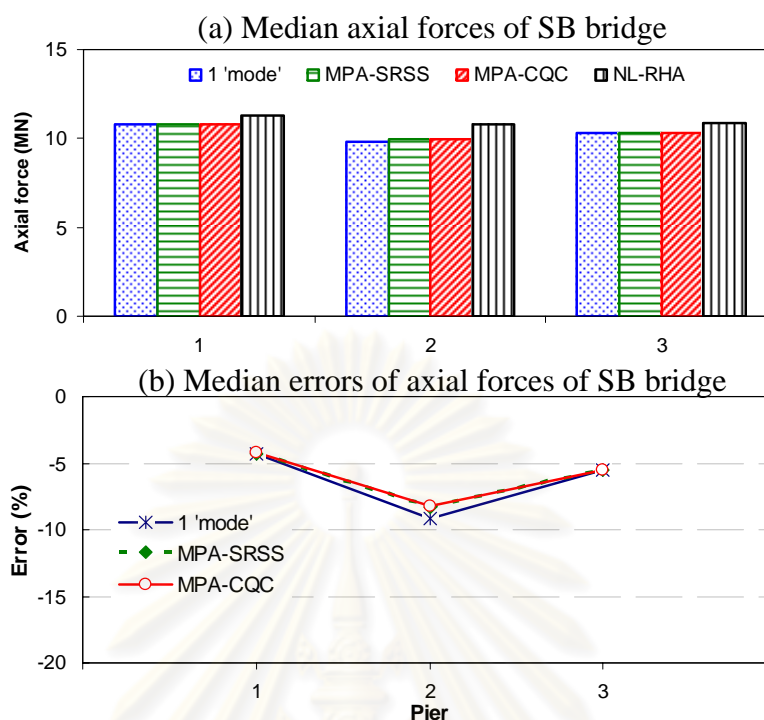 (a) Median axial forces of SB bridge
15
1 'mode' MPA-SRSS MPA-CQC NL-RHA
10
5
0
Axial force (MN)
1 2 3
(b) Median errors of axial forces of SB bridge
0
-5
-10
-15
-20
Error (%)
1 'mode'
MPA-SRSS
MPA-CQC
1 2 3
Pier